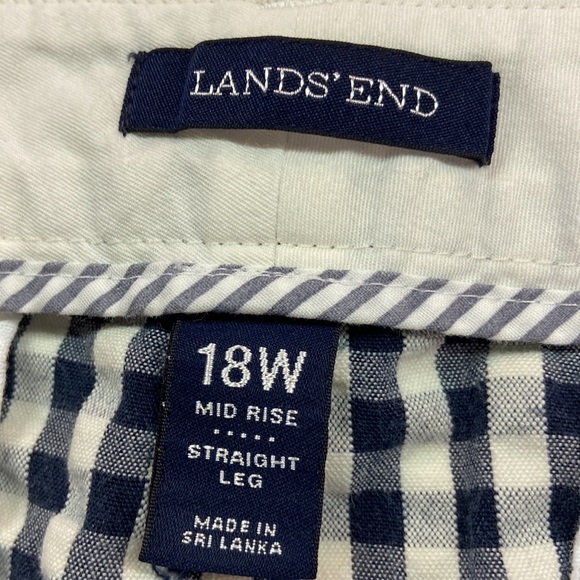 LANDS' END
18W
MID RISE
.....
STRAIGHT
LEG
MADE IN
SRI LANKA